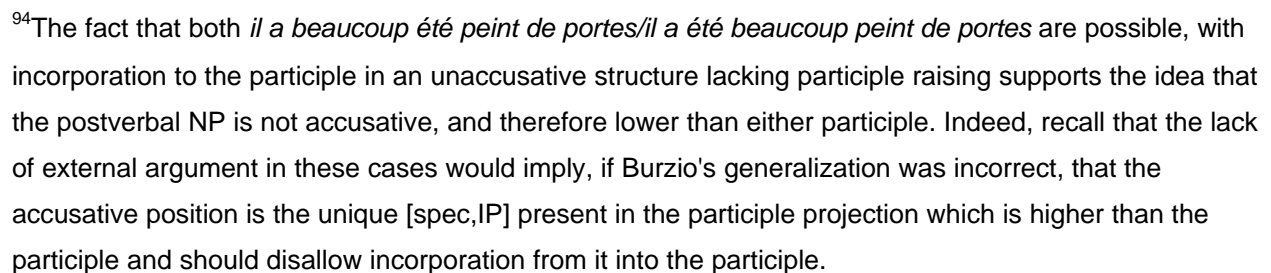 94The fact that both il a beaucoup été peint de portes/il a été beaucoup peint de portes are possible, with
incorporation to the participle in an unaccusative structure lacking participle raising supports the idea that
the postverbal NP is not accusative, and therefore lower than either participle. Indeed, recall that the lack
of external argument in these cases would imply, if Burzio's generalization was incorrect, that the
accusative position is the unique [spec,IP] present in the participle projection which is higher than the
participle and should disallow incorporation from it into the participle.